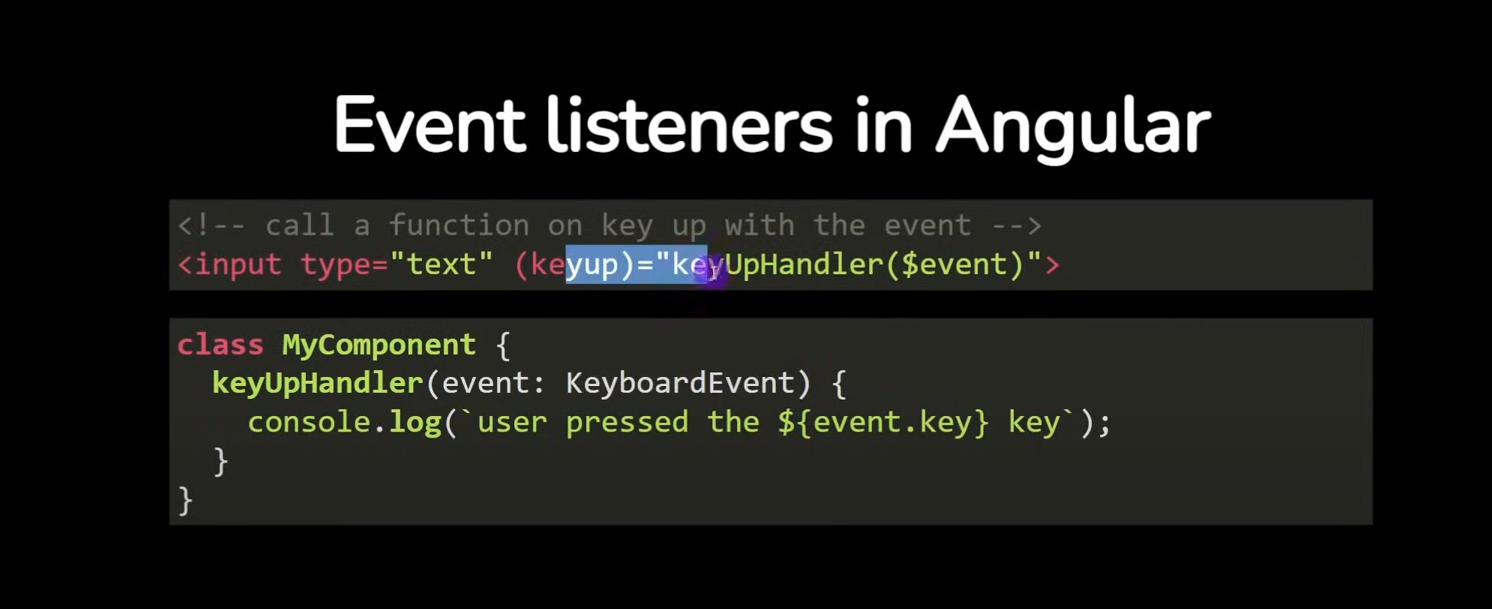 Event listeners in Angular
<!-- call a function on key up with the event -->
<input type="text" (keyup)="keyUpHandler($event)">
class MyComponent {
  keyUpHandler(event: KeyboardEvent) {
    console.log(`user pressed the ${event.key} key`);
  }
}